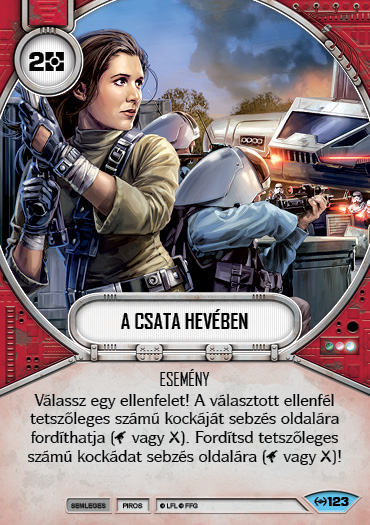 2
A CSATA HEVÉBEN
ESEMÉNY
Válassz egy ellenfelet! A választott ellenfél
tetszőleges számú kockáját sebzés oldalára
fordíthatja ( vagy ). Fordítsd tetszőleges
számú kockádat sebzés oldalára ( vagy )!
SEMLEGES PIROS © LFL © FFG 123